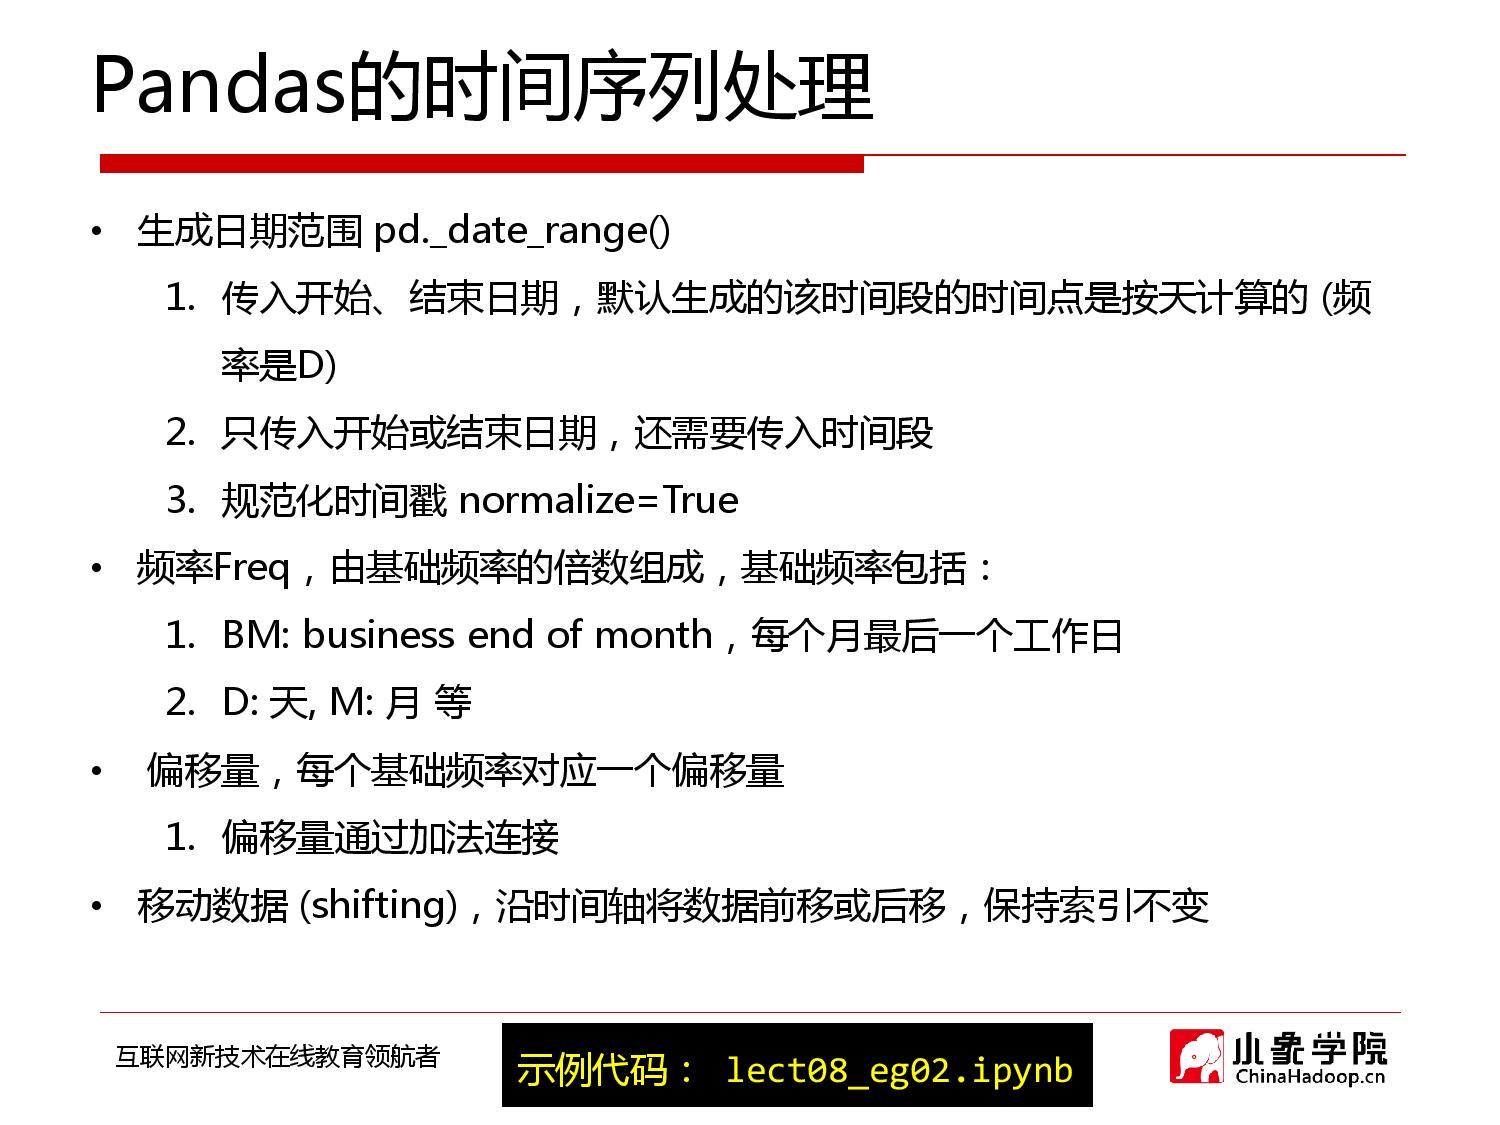 Pandas的时间序列处理
• 生成日期范围 pd._date_range()
1. 传入开始、结束日期，默认生成的该时间段的时间点是按天计算的 (频
率是D)
2. 只传入开始或结束日期，还需要传入时间段
3. 规范化时间戳 normalize=True
• 频率Freq，由基础频率的倍数组成，基础频率包括：
1. BM: business end of month，每个月最后一个工作日
2. D: 天, M: 月 等
• 偏移量，每个基础频率对应一个偏移量
1. 偏移量通过加法连接
• 移动数据 (shifting)，沿时间轴将数据前移或后移，保持索引不变
互联网新技术在线教育领航者
示例代码： lect08_eg02.ipynb
小象学院
ChinaHadoop.cn